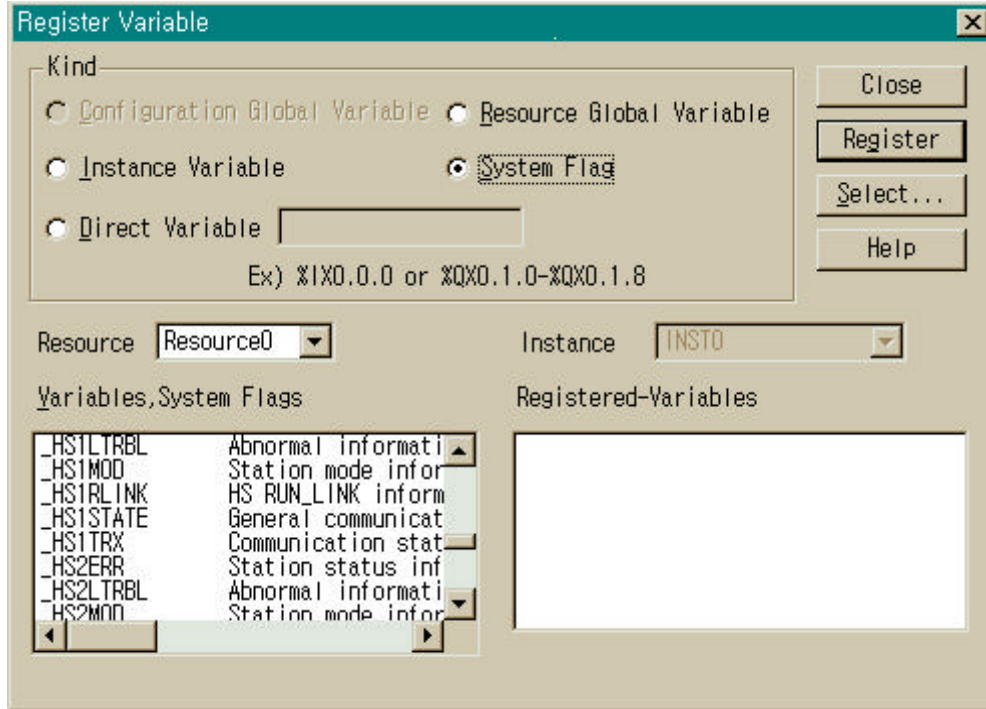 Register Variable
Kind
Configuration Global Variable
Resource Global Variable
Instance Variable
System Flag
Direct Variable
Ex) %IX0.0.0 or %QX0.1.0-%QX0.1.8
Close
Register
Select...
Help
Resource
Resource0
Instance
INST0
Variables,System Flags
Registered-Variables
_HS1LTRBL Abnormal informati
_HS1MOD Station mode infor
_HS1RLINK HS RUN_LINK inform
_HS1STATE General communicat
_HS1TRX Communication stat
_HS2ERR Station status inf
_HS2LTRBL Abnormal informati
_HS2MOD Station mode infor